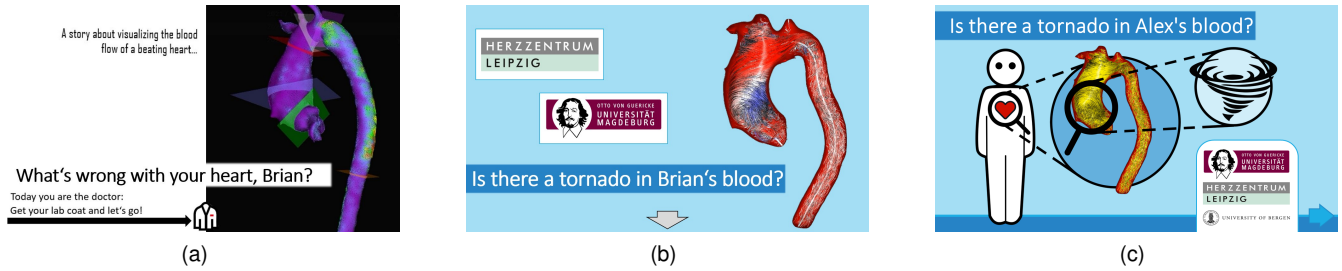 A story about visualizing the blood
flow of a beating heart...
What's wrong with your heart, Brian?
Today you are the doctor:
Get your lab coat and let's go!
(a)
HERZZENTRUM
LEIPZIG
OTTO VON GUERICKE
UNIVERSITÄT
MAGDEBURG
Is there a tornado in Brian's blood?
(b)
Is there a tornado in Alex's blood?
OTTO VON GUERICKE
UNIVERSITÄT
MAGDEBURG
HERZZENTRUM
LEIPZIG
UNIVERSITY OF BERGEN
(c)